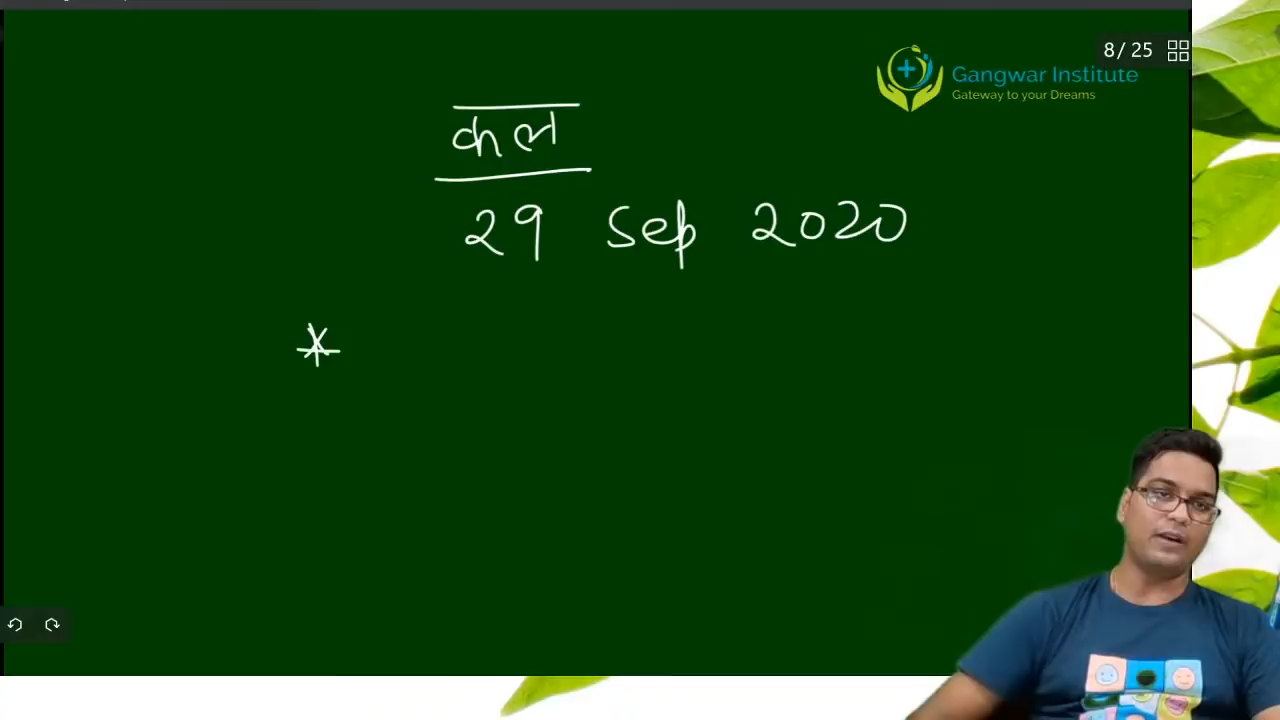 8/ 25
Gangwar Institute
Gateway to your Dreams
कल
29 Sep 2020
*